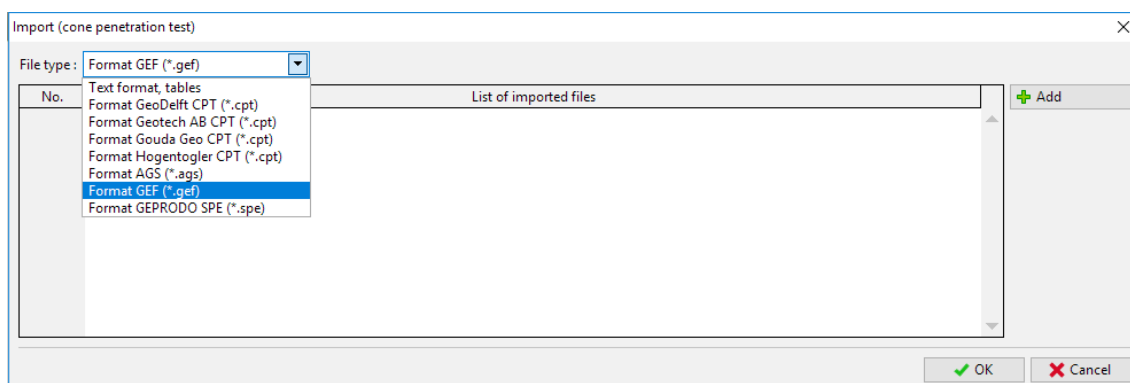 Import (cone penetration test)
File type : Format GEF (*.gef)
Text format, tables
Format GeoDelft CPT (*.cpt)
Format Geotech AB CPT (*.cpt)
Format Gouda Geo CPT (*.cpt)
Format Hogentogler CPT (*.cpt)
Format AGS (*.ags)
Format GEF (*.gef)
Format GEPRODO SPE (*.spe)
No. List of imported files
Add
OK Cancel